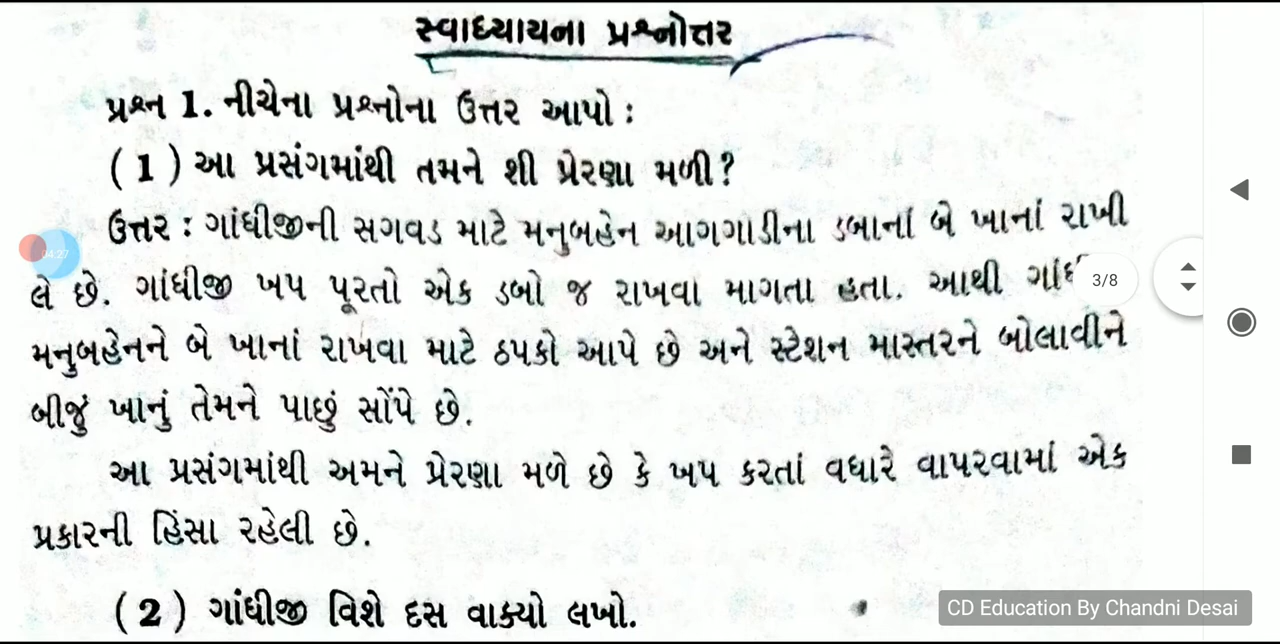 સ્વાધ્યાયના પ્રશ્નોત્તર
પ્રશ્ન 1. નીચેના પ્રશ્નોના ઉત્તર આપો :
( 1 ) આ પ્રસંગમાંથી તમને શી પ્રેરણા મળી?
ઉત્તર : ગાંધીજીની સગવડ માટે મનુબહેન આગગાડીના ડબાનાં બે ખાનાં રાખી
04:27
લે છે. ગાંધીજી ખપ પૂરતો એક ડબો જ રાખવા માગતા હતા. આથી
3/8
મનુબહેનને બે ખાનાં રાખવા માટે ઠપકો આપે છે અને સ્ટેશન માસ્તરને બોલાવીને
બીજું ખાનું તેમને પાછું સોંપે છે.
આ પ્રસંગમાંથી અમને પ્રેરણા મળે છે કે ખપ કરતાં વધારે વાપરવામાં એક
પ્રકારની હિંસા રહેલી છે.
( 2 ) ગાંધીજી વિશે દસ વાક્યો લખો.
CD Education By Chandni Desai